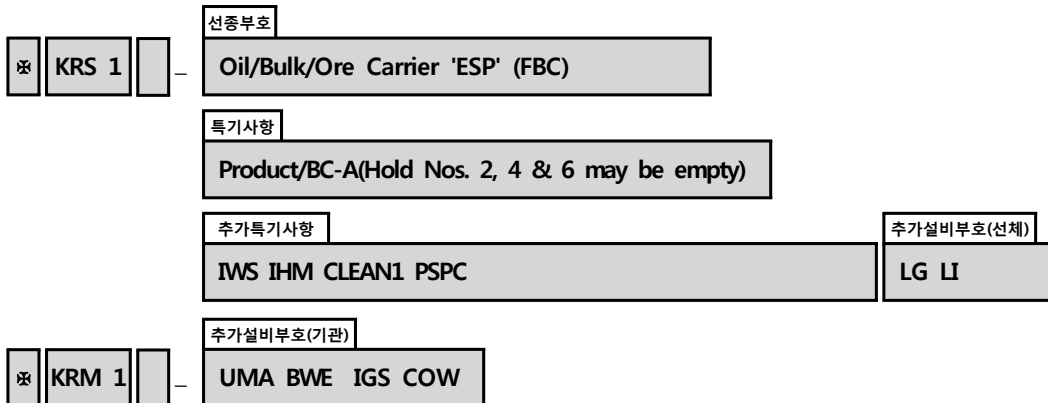 선종부호
✠ KRS 1 – Oil/Bulk/Ore Carrier 'ESP' (FBC)
특기사항
Product/BC-A(Hold Nos. 2, 4 & 6 may be empty)
추가특기사항 추가설비부호(선체)
IWS IHM CLEAN1 PSPC LG LI
추가설비부호(기관)
✠ KRM 1 – UMA BWE IGS COW